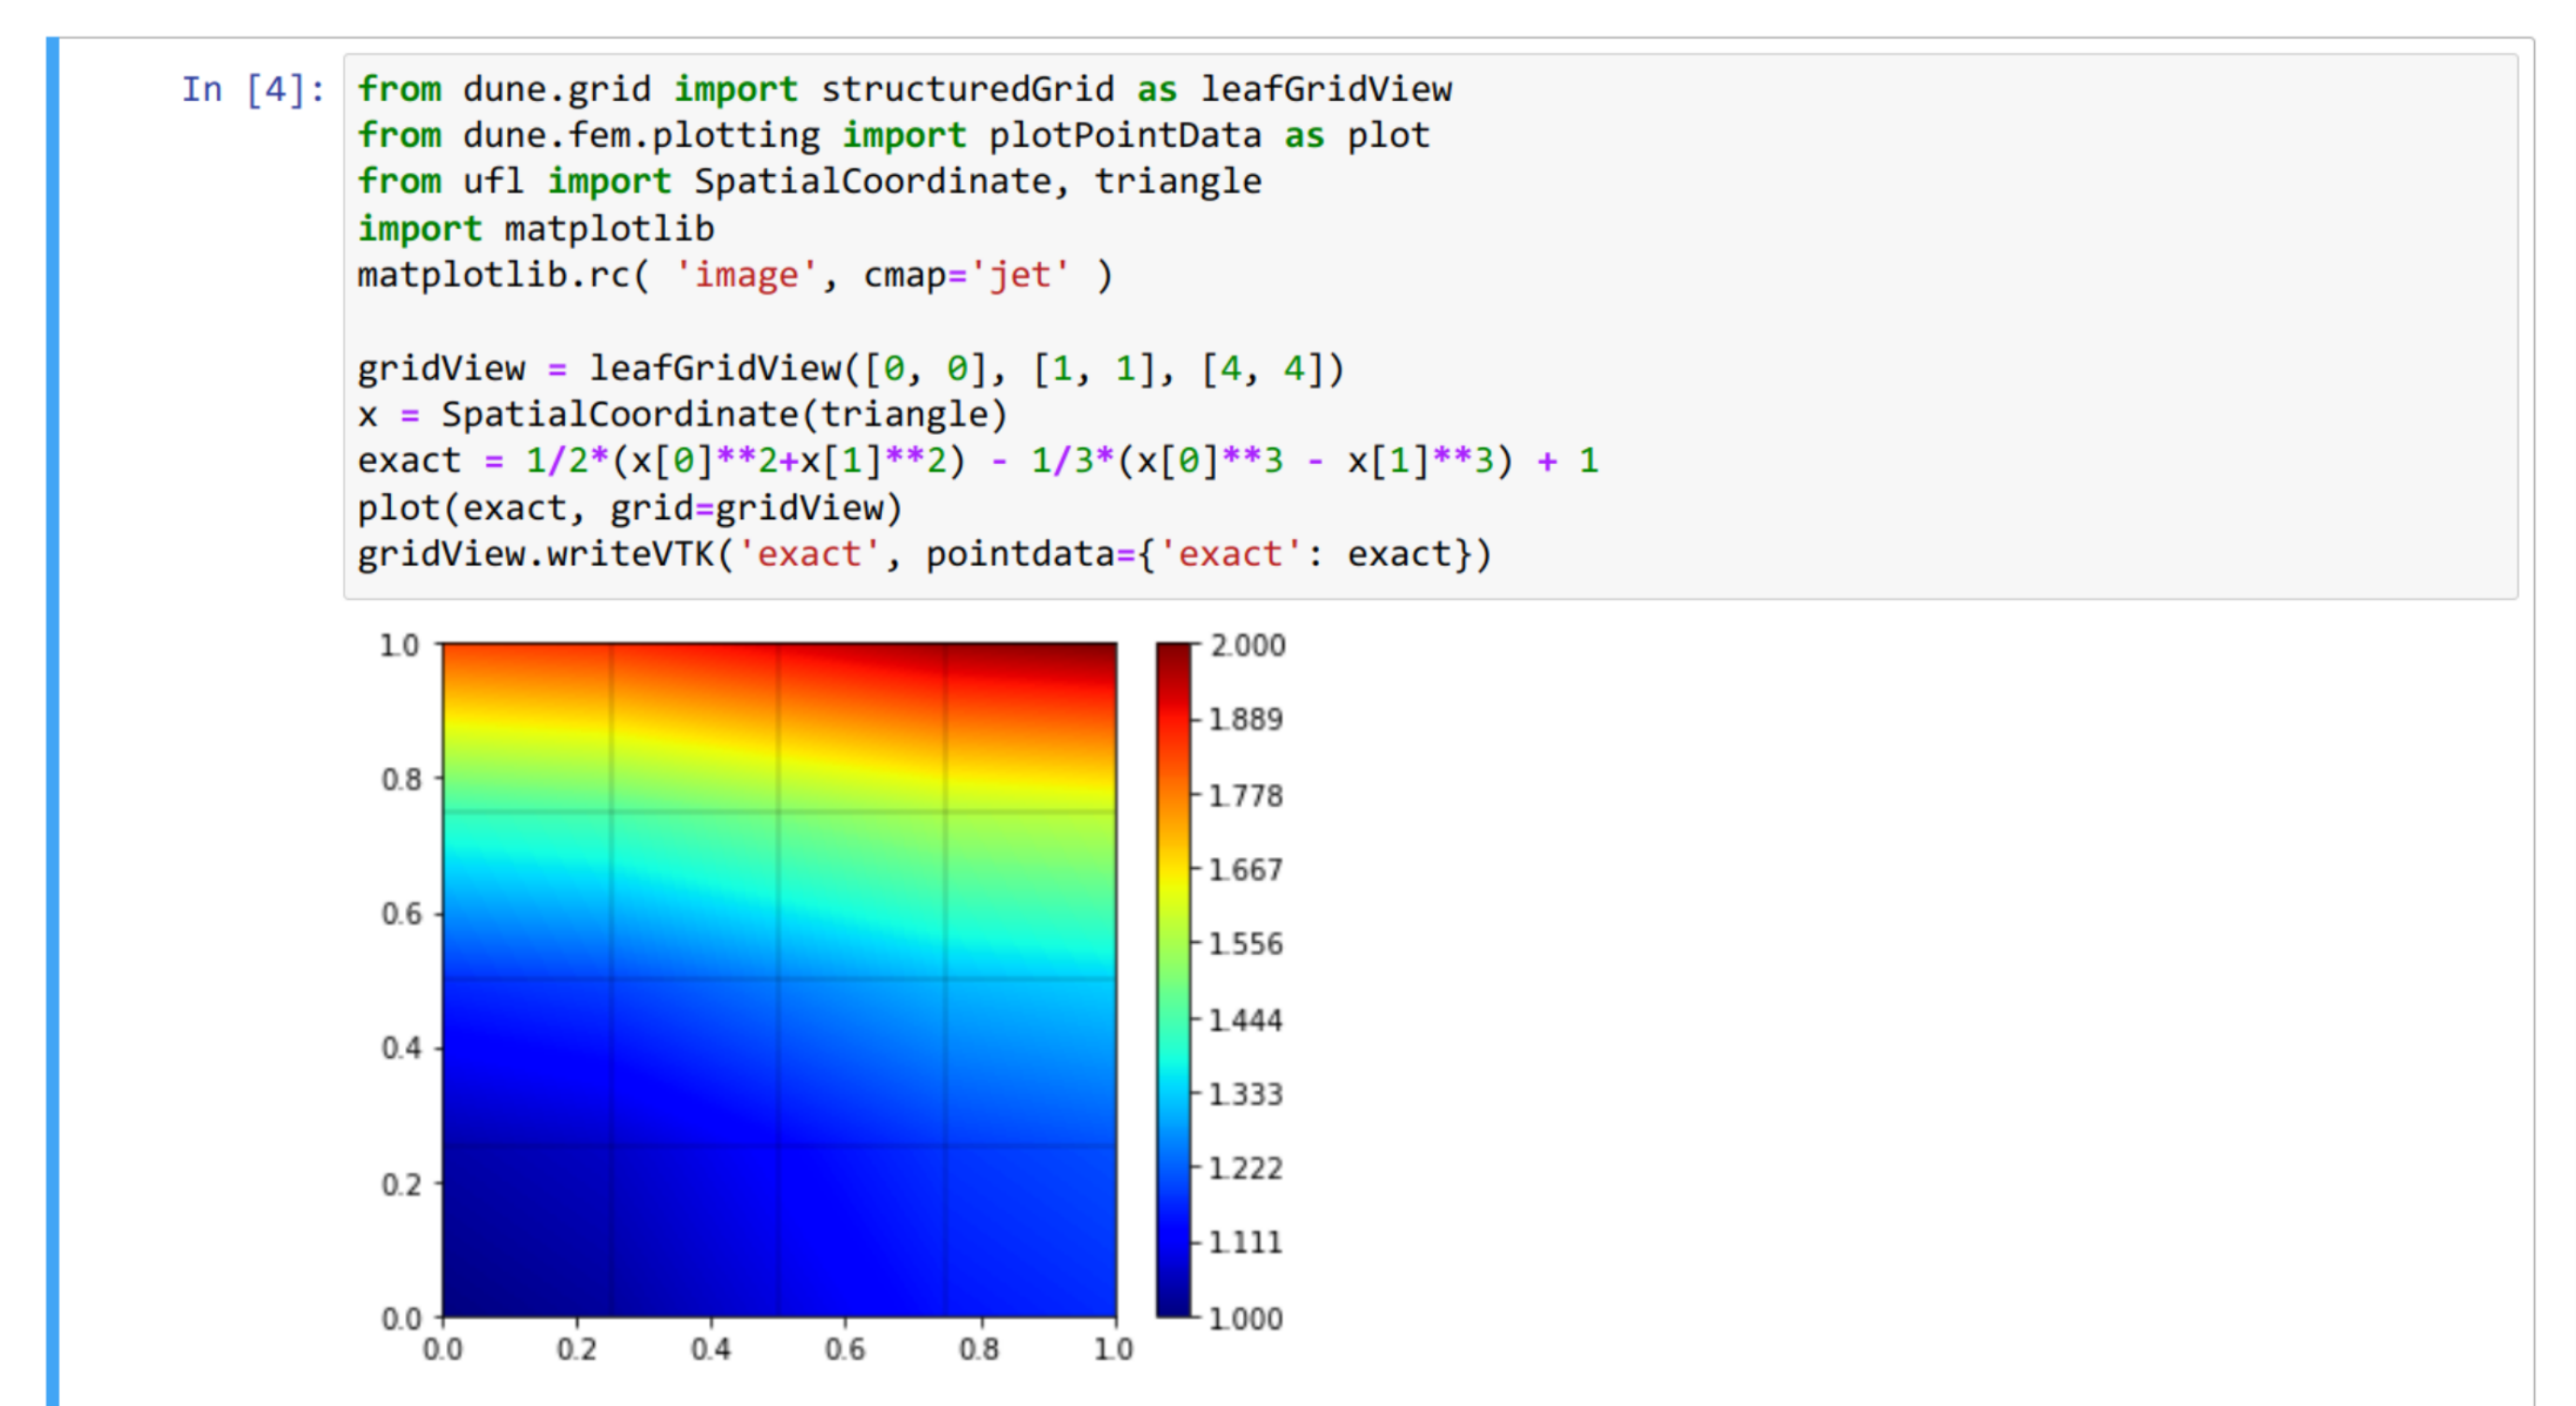 In [4]:
from dune.grid import structuredGrid as leafGridView
from dune.fem.plotting import plotPointData as plot
from ufl import SpatialCoordinate, triangle
import matplotlib
matplotlib.rc( 'image', cmap='jet' )
gridView = leafGridView([0, 0], [1, 1], [4, 4])
x = SpatialCoordinate(triangle)
exact = 1/2*(x[0]**2+x[1]**2) - 1/3*(x[0]**3 - x[1]**3) + 1
plot(exact, grid=gridView)
gridView.writeVTK('exact', pointdata={'exact': exact})
1.0
0.8
0.6
0.4
0.2
0.0
0.0 0.2 0.4 0.6 0.8 1.0
2.000
1.889
1.778
1.667
1.556
1.444
1.333
1.222
1.111
1.000